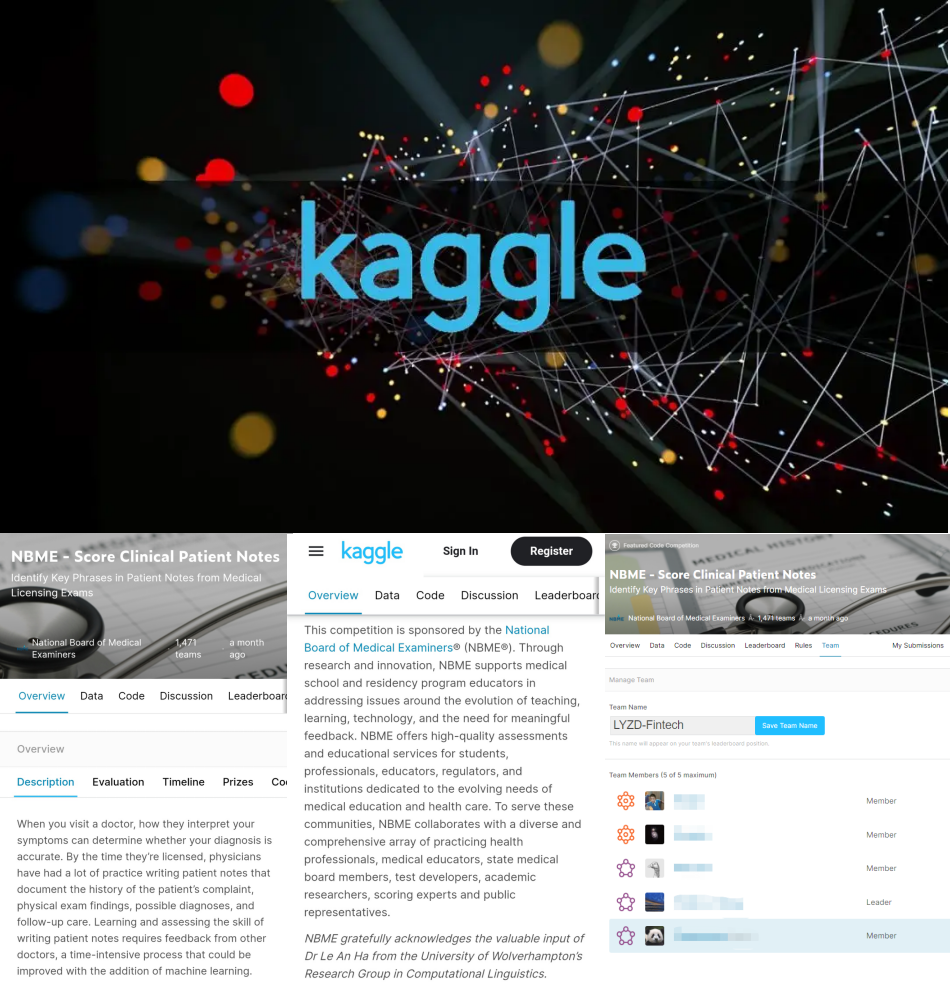 kaggle
NBME - Score Clinical Patient Notes
Identify Key Phrases in Patient Notes from Medical
Licensing Exams
National Board of Medical
Examiners
1,471
teams
a month
ago
Overview Data Code Discussion Leaderboard
Overview
Description Evaluation Timeline Prizes Co
When you visit a doctor, how they interpret your
symptoms can determine whether your diagnosis is
accurate. By the time they're licensed, physicians
have had a lot of practice writing patient notes that
document the history of the patient's complaint,
physical exam findings, possible diagnoses, and
follow-up care. Learning and assessing the skill of
writing patient notes requires feedback from other
doctors, a time-intensive process that could be
improved with the addition of machine learning.
kaggle Sign In Register
Overview Data Code Discussion Leaderboard
This competition is sponsored by the National
Board of Medical Examiners® (NBME®). Through
research and innovation, NBME supports medical
school and residency program educators in
addressing issues around the evolution of teaching,
learning, technology, and the need for meaningful
feedback. NBME offers high-quality assessments
and educational services for students,
professionals, educators, regulators, and
institutions dedicated to the evolving needs of
medical education and health care. To serve these
communities, NBME collaborates with a diverse and
comprehensive array of practicing health
professionals, medical educators, state medical
board members, test developers, academic
researchers, scoring experts and public
representatives.
NBME gratefully acknowledges the valuable input of
Dr Le An Ha from the University of Wolverhampton's
Research Group in Computational Linguistics.
Featured Code Competition
MEDICAL HISTORY
NBME - Score Clinical Patient Notes
Identify Key Phrases in Patient Notes from Medical Licensing Exams
National Board of Medical Examiners 1,471 teams a month ago
Overview Data Code Discussion Leaderboard Rules Team My Submissions
Manage Team
Team Name
LYZD-Fintech Save Team Name
This name will appear on your team's leaderboard position.
Team Members (5 of 5 maximum)
Member
Member
Member
Leader
Member